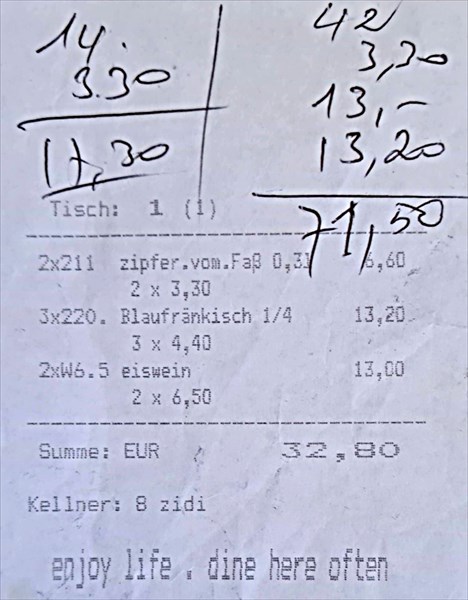 14.
3.30
17,30
42
3,30
13,-
13,20
71,50
Tisch: 1 (1)
2x211 zipfer.vom.Faß 0,3l 6,60
2 x 3,30
3x220. Blaufränkisch 1/4 13,20
3 x 4,40
2xW6.5 eiswein 13,00
2 x 6,50
Summe: EUR 32,80
Kellner: 8 zidi
enjoy life . dine here often